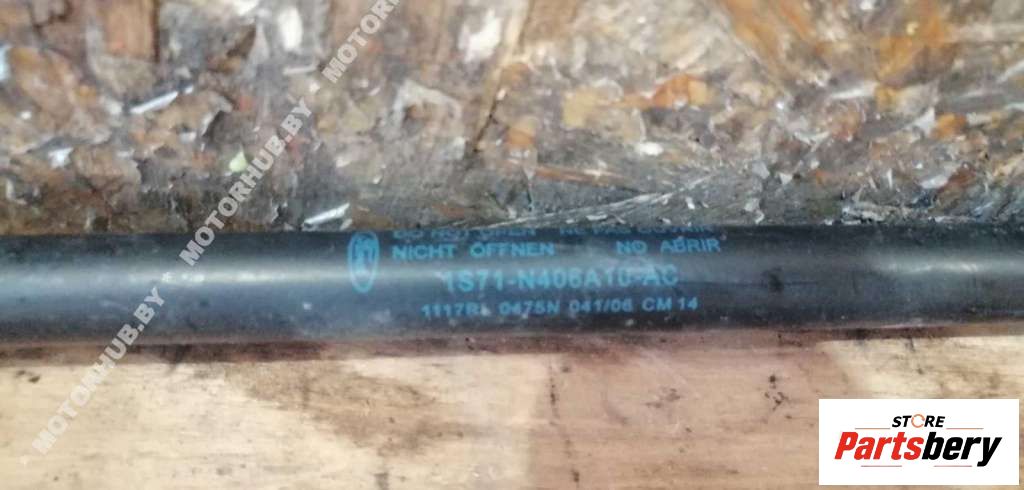 MOTORHUB.BY * MOTORHUB.BY * MOTORHUB.BY
NICHT ÖFFNEN NO ABRIR
1S71-N406A10-AC
0475N 041/06 CM 14
STORE
Partsbery